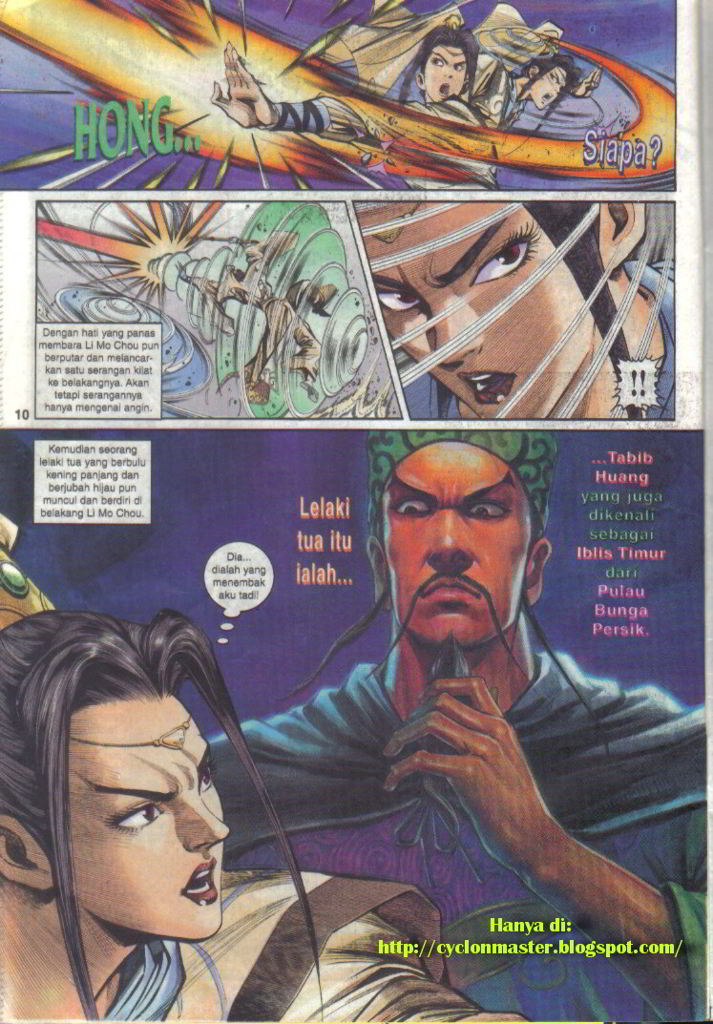 HONG...
Siapa?
Dengan hati yang panas
membara Li Mo Chou pun
berputar dan melancar-
kan satu serangan kilat
ke belakangnya. Akan
tetapi serangannya
hanya mengenai angin.
!!
10
Kemudian seorang
lelaki tua yang berbulu
kening panjang dan
berjubah hijau pun
muncul dan berdiri di
belakang Li Mo Chou.
Lelaki
tua itu
ialah...
...Tabib
Huang
yang juga
dikenali
sebagai
Iblis Timur
dari
Pulau
Bunga
Persik.
Dia...
dialah yang
menembak
aku tadi!
Hanya di:
http://cyclonmaster.blogspot.com/